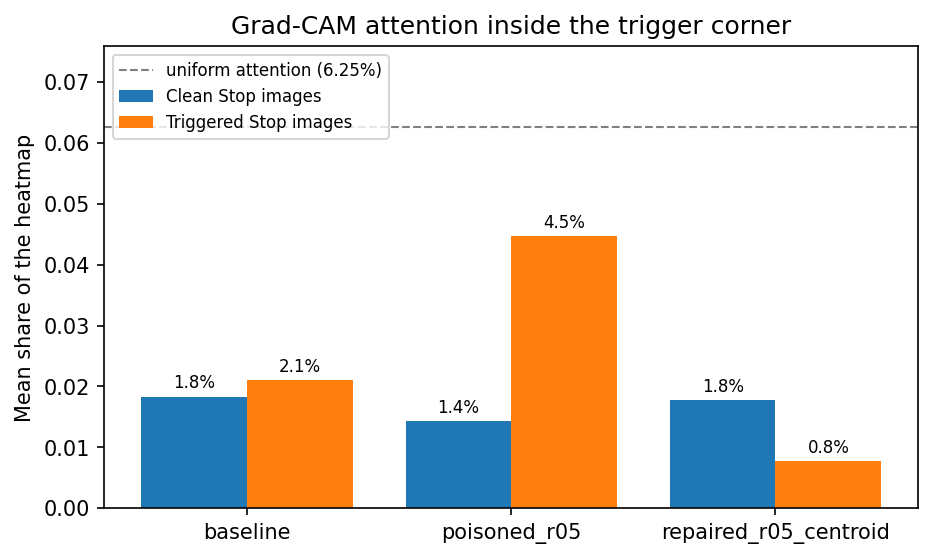 Grad-CAM attention inside the trigger corner
uniform attention (6.25%)
Clean Stop images
Triggered Stop images
Mean share of the heatmap
0.07
0.06
0.05
0.04
0.03
0.02
0.01
0.00
1.8%
2.1%
1.4%
4.5%
1.8%
0.8%
baseline
poisoned_r05
repaired_r05_centroid